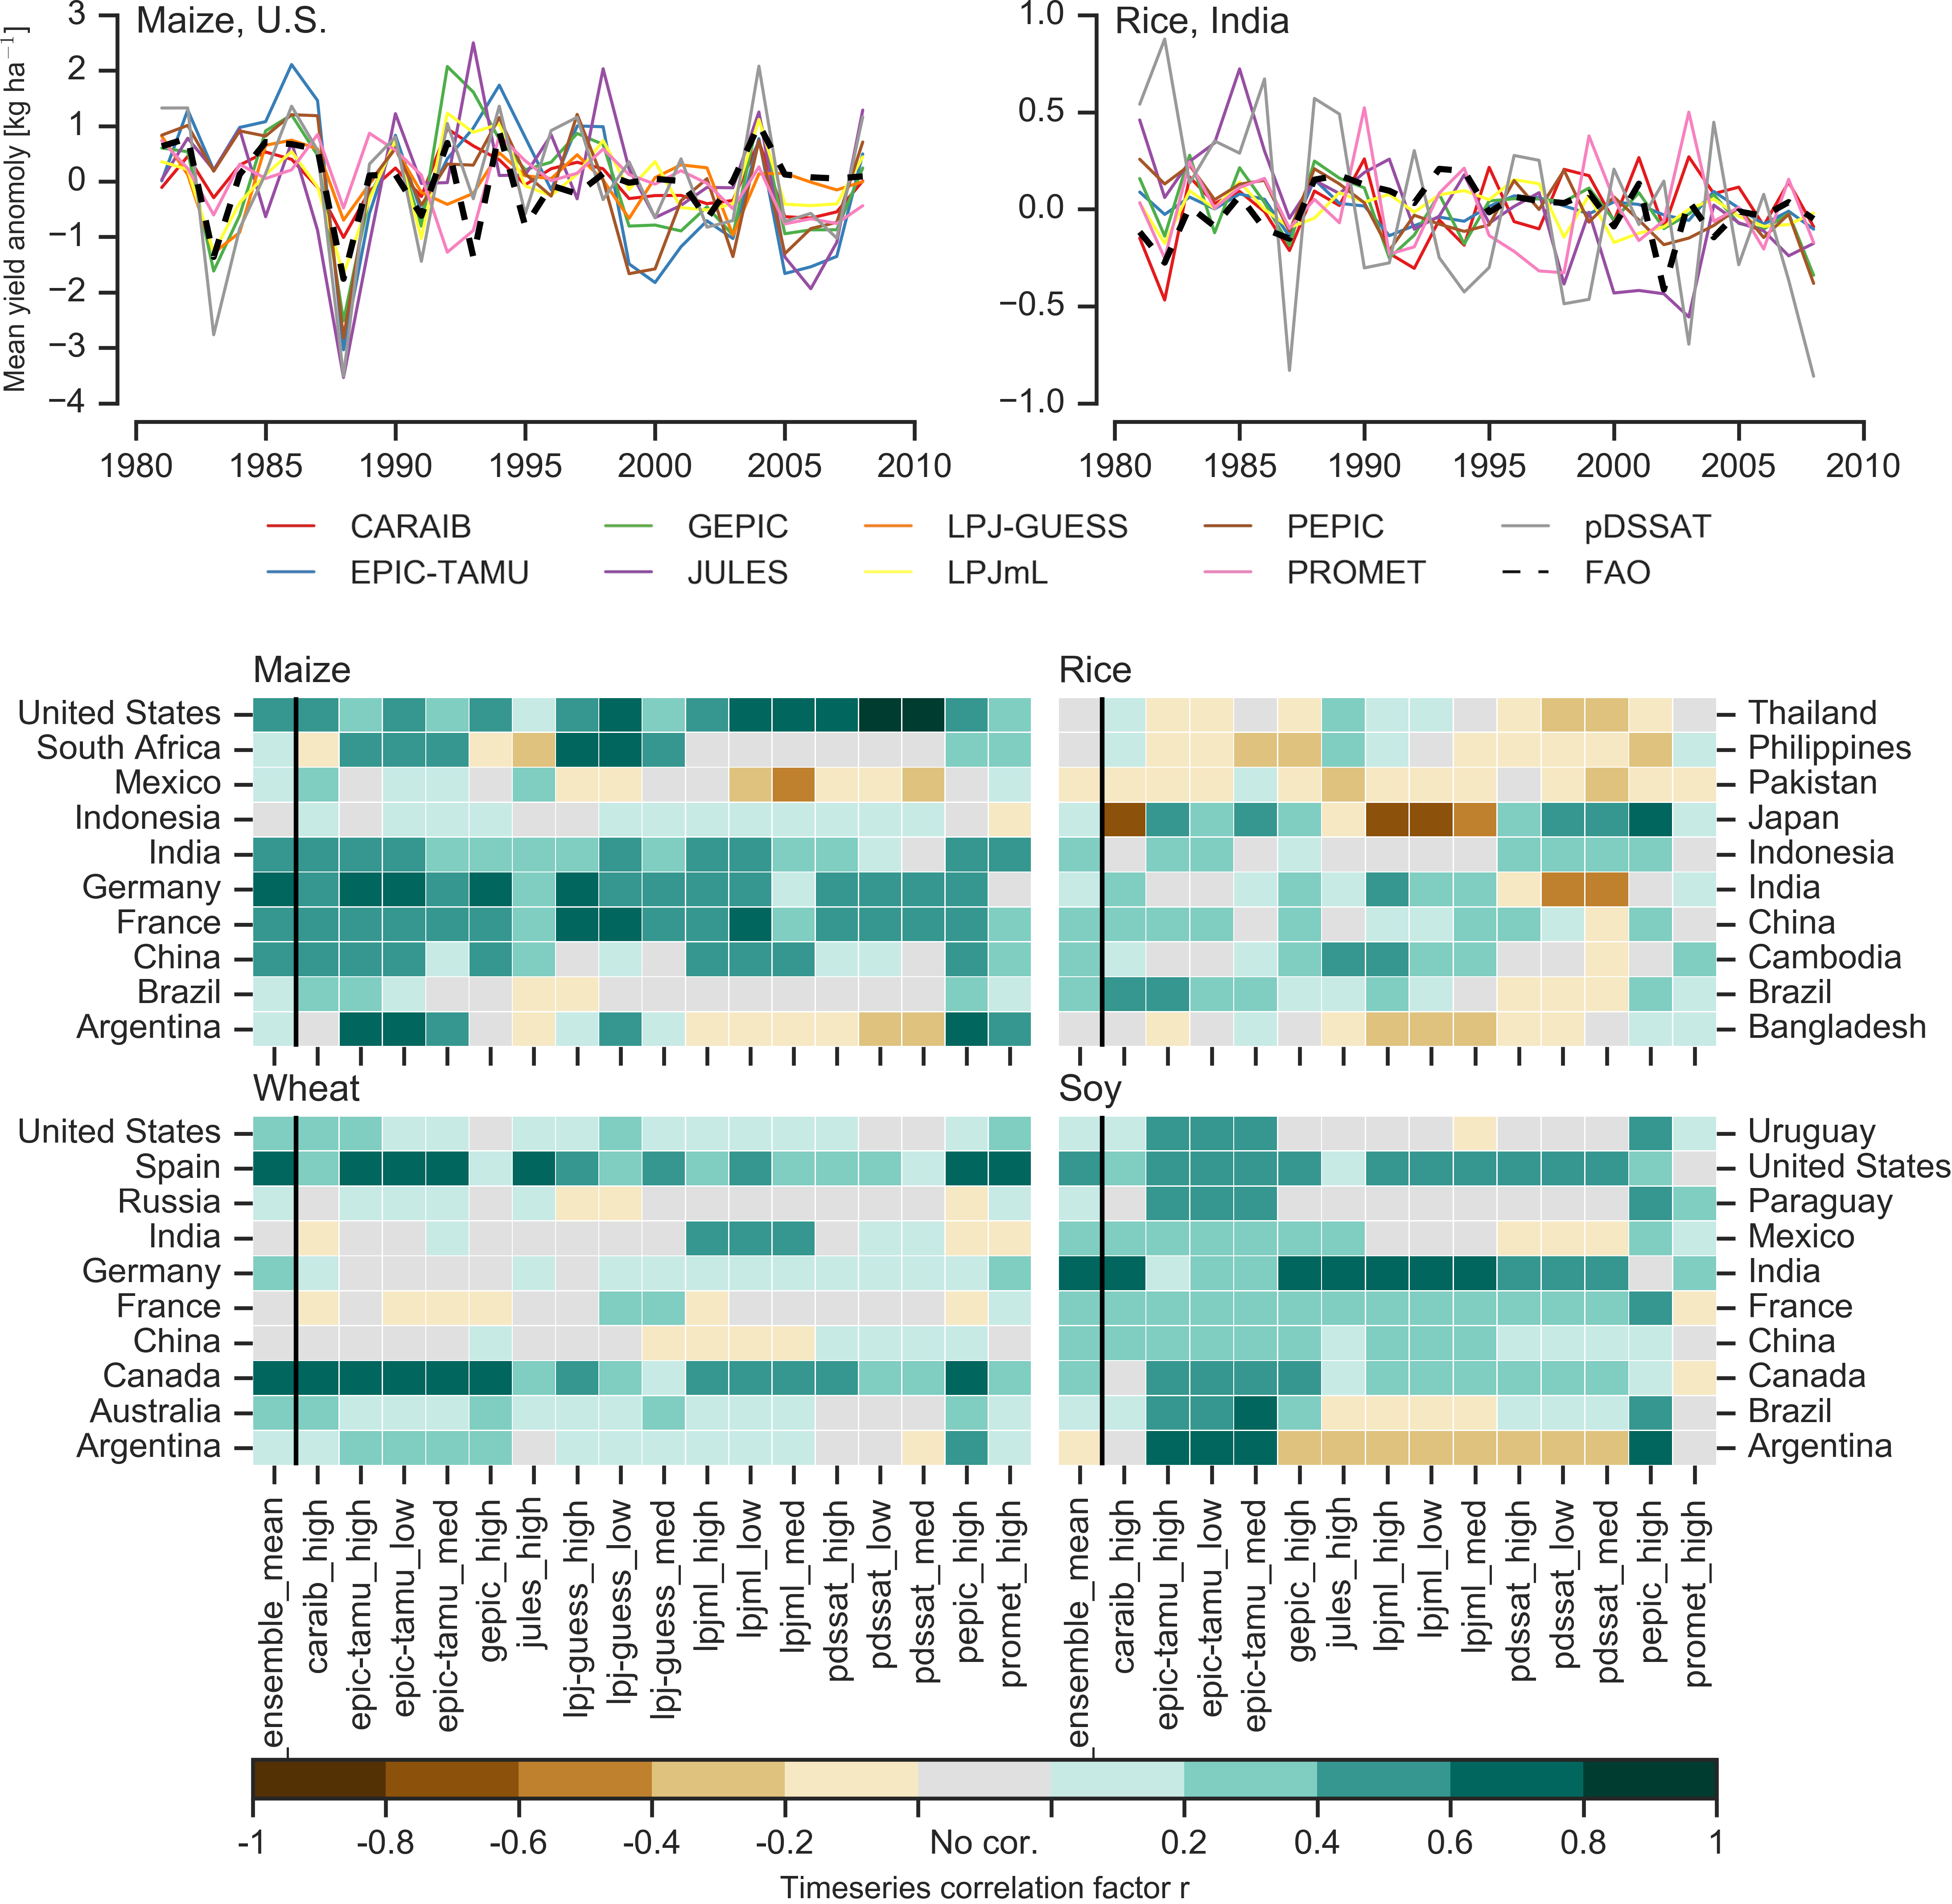 Maize, U.S.
Rice, India
Mean yield anomoly [kg ha⁻¹]
3
2
1
0
−1
−2
−3
−4
1.0
0.5
0.0
−0.5
−1.0
1980 1985 1990 1995 2000 2005 2010
1980 1985 1990 1995 2000 2005 2010
CARAIB GEPIC LPJ-GUESS PEPIC pDSSAT
EPIC-TAMU JULES LPJmL PROMET FAO
Maize
United States
South Africa
Mexico
Indonesia
India
Germany
France
China
Brazil
Argentina
Rice
Thailand
Philippines
Pakistan
Japan
Indonesia
India
China
Cambodia
Brazil
Bangladesh
Wheat
United States
Spain
Russia
India
Germany
France
China
Canada
Australia
Argentina
Soy
Uruguay
United States
Paraguay
Mexico
India
France
China
Canada
Brazil
Argentina
ensemble_mean
caraib_high
epic-tamu_high
epic-tamu_low
epic-tamu_med
gepic_high
jules_high
lpj-guess_high
lpj-guess_low
lpj-guess_med
lpjml_high
lpjml_low
lpjml_med
pdssat_high
pdssat_low
pdssat_med
pepic_high
promet_high
ensemble_mean
caraib_high
epic-tamu_high
epic-tamu_low
epic-tamu_med
gepic_high
jules_high
lpjml_high
lpjml_low
lpjml_med
pdssat_high
pdssat_low
pdssat_med
pepic_high
promet_high
-1 -0.8 -0.6 -0.4 -0.2 No cor. 0.2 0.4 0.6 0.8 1
Timeseries correlation factor r